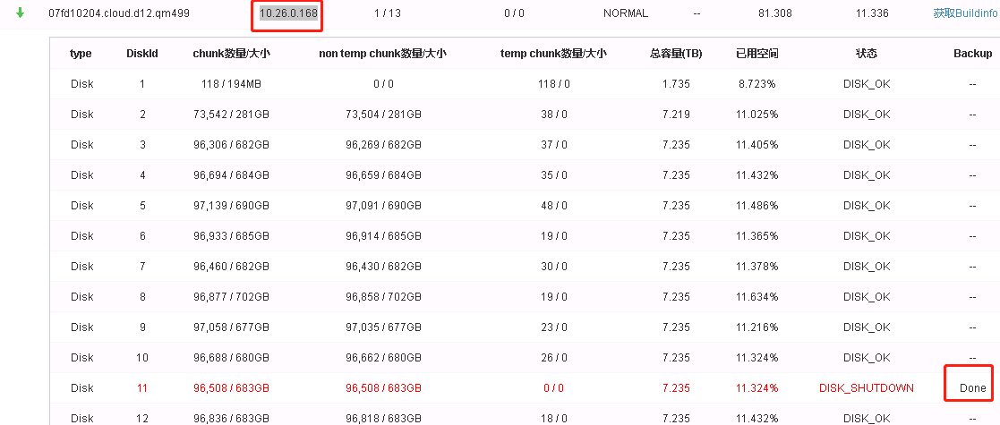 07fd10204.cloud.d12.qm499 10.26.0.168 1 / 13 0 / 0 NORMAL -- 81.308 11.336 获取Buildinfo
type DiskId chunk数量/大小 non temp chunk数量/大小 temp chunk数量/大小 总容量(TB) 已用空间 状态 Backup
Disk 1 118 / 194MB 0 / 0 118 / 0 1.735 8.723% DISK_OK --
Disk 2 73,542 / 281GB 73,504 / 281GB 38 / 0 7.219 11.025% DISK_OK --
Disk 3 96,306 / 682GB 96,269 / 682GB 37 / 0 7.235 11.405% DISK_OK --
Disk 4 96,694 / 684GB 96,659 / 684GB 35 / 0 7.235 11.432% DISK_OK --
Disk 5 97,139 / 690GB 97,091 / 690GB 48 / 0 7.235 11.486% DISK_OK --
Disk 6 96,933 / 685GB 96,914 / 685GB 19 / 0 7.235 11.365% DISK_OK --
Disk 7 96,460 / 682GB 96,430 / 682GB 30 / 0 7.235 11.378% DISK_OK --
Disk 8 96,877 / 702GB 96,858 / 702GB 19 / 0 7.235 11.634% DISK_OK --
Disk 9 97,058 / 677GB 97,035 / 677GB 23 / 0 7.235 11.216% DISK_OK --
Disk 10 96,688 / 680GB 96,662 / 680GB 26 / 0 7.235 11.324% DISK_OK --
Disk 11 96,508 / 683GB 96,508 / 683GB 0 / 0 7.235 11.324% DISK_SHUTDOWN Done
Disk 12 96,836 / 683GB 96,818 / 683GB 18 / 0 7.235 11.432% DISK_OK --